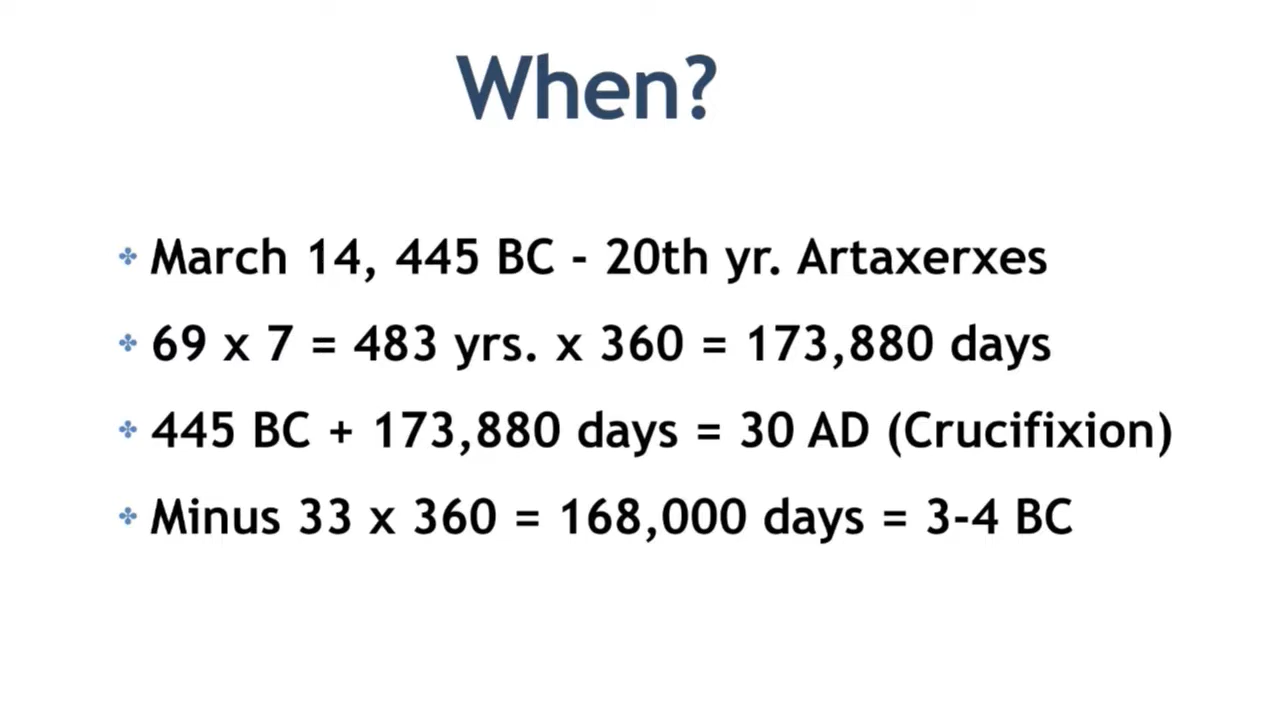 When?
March 14, 445 BC - 20th yr. Artaxerxes
69 x 7 = 483 yrs. x 360 = 173,880 days
445 BC + 173,880 days = 30 AD (Crucifixion)
Minus 33 x 360 = 168,000 days = 3-4 BC